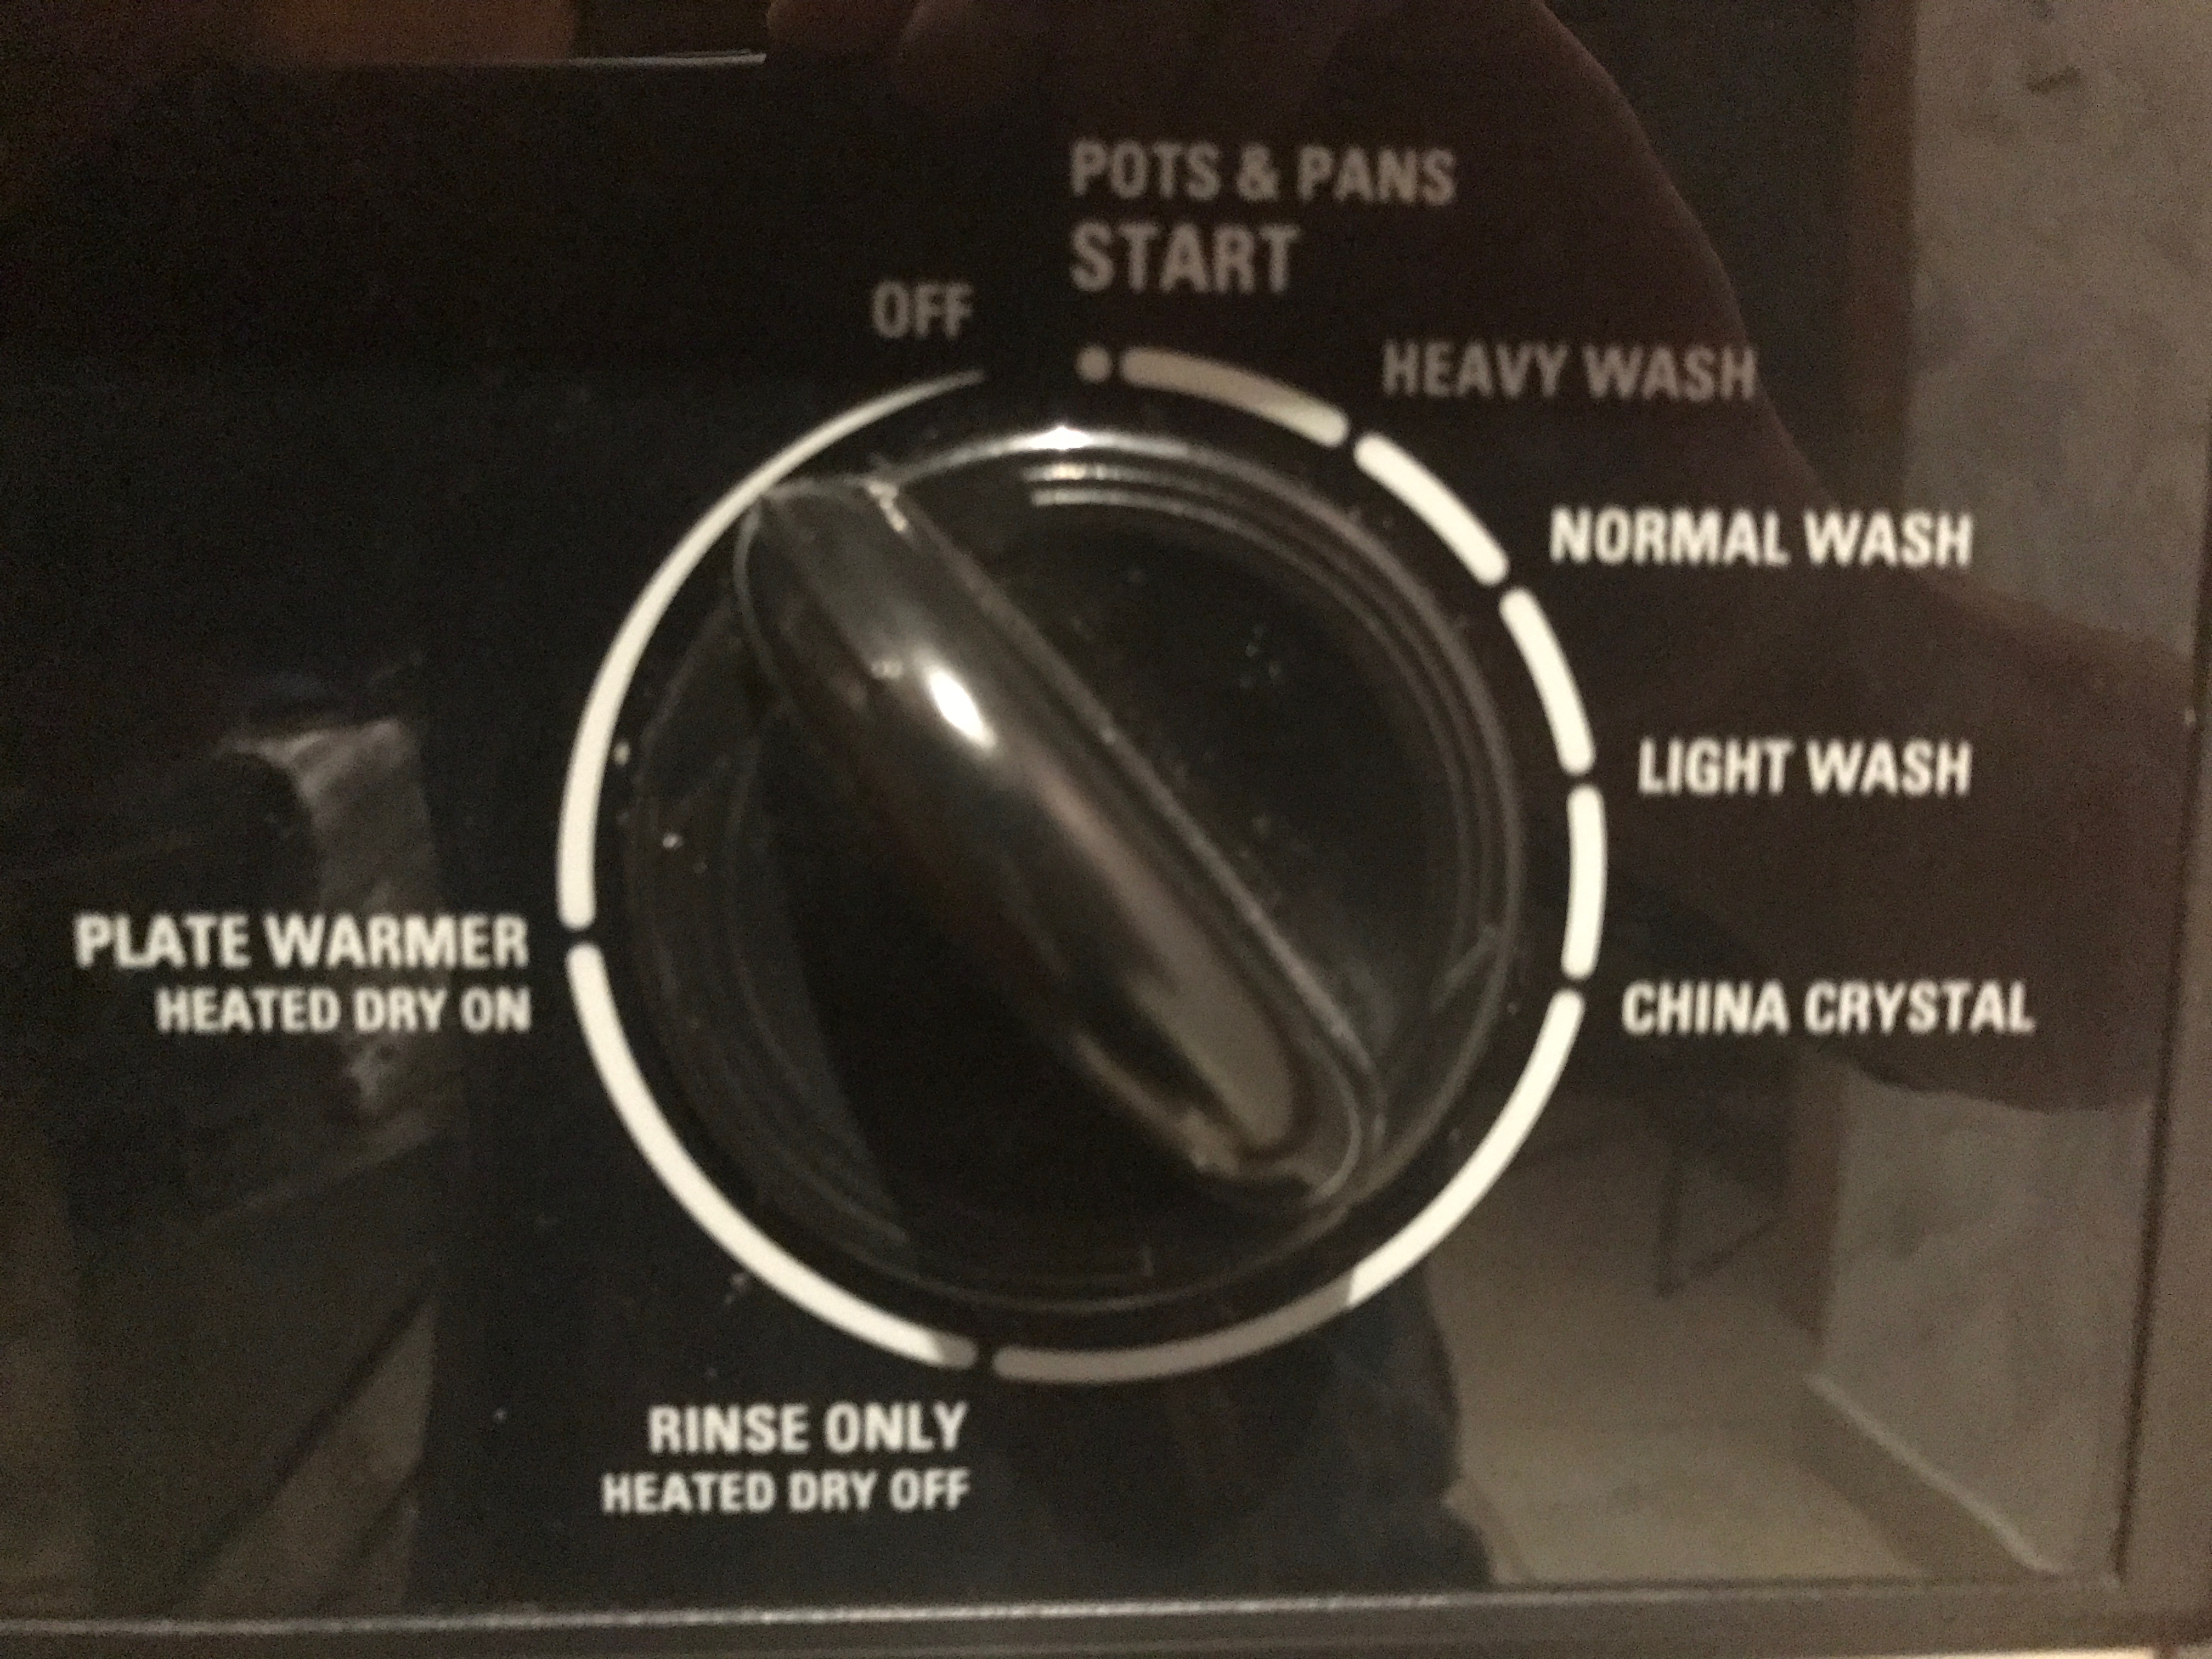 POTS & PANS
START
OFF
HEAVY WASH
NORMAL WASH
LIGHT WASH
CHINA CRYSTAL
PLATE WARMER
HEATED DRY ON
RINSE ONLY
HEATED DRY OFF